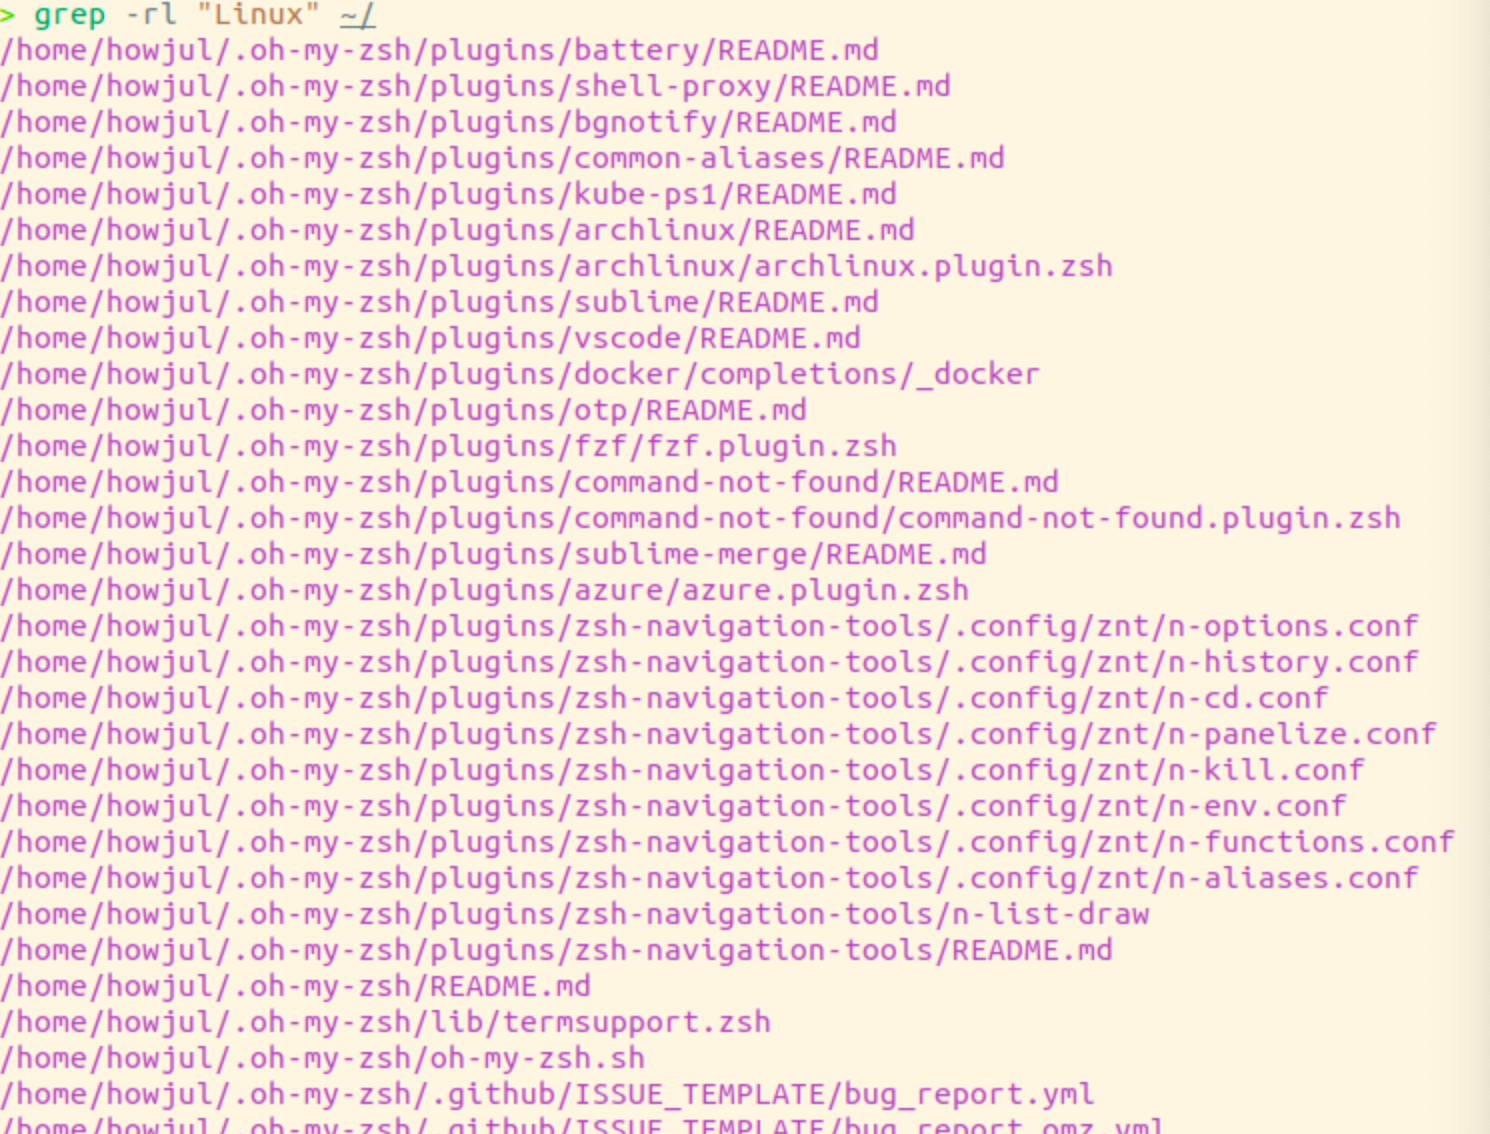 > grep -rl "Linux" ~/
/home/howjul/.oh-my-zsh/plugins/battery/README.md
/home/howjul/.oh-my-zsh/plugins/shell-proxy/README.md
/home/howjul/.oh-my-zsh/plugins/bgnotify/README.md
/home/howjul/.oh-my-zsh/plugins/common-aliases/README.md
/home/howjul/.oh-my-zsh/plugins/kube-ps1/README.md
/home/howjul/.oh-my-zsh/plugins/archlinux/README.md
/home/howjul/.oh-my-zsh/plugins/archlinux/archlinux.plugin.zsh
/home/howjul/.oh-my-zsh/plugins/sublime/README.md
/home/howjul/.oh-my-zsh/plugins/vscode/README.md
/home/howjul/.oh-my-zsh/plugins/docker/completions/_docker
/home/howjul/.oh-my-zsh/plugins/otp/README.md
/home/howjul/.oh-my-zsh/plugins/fzf/fzf.plugin.zsh
/home/howjul/.oh-my-zsh/plugins/command-not-found/README.md
/home/howjul/.oh-my-zsh/plugins/command-not-found/command-not-found.plugin.zsh
/home/howjul/.oh-my-zsh/plugins/sublime-merge/README.md
/home/howjul/.oh-my-zsh/plugins/azure/azure.plugin.zsh
/home/howjul/.oh-my-zsh/plugins/zsh-navigation-tools/.config/znt/n-options.conf
/home/howjul/.oh-my-zsh/plugins/zsh-navigation-tools/.config/znt/n-history.conf
/home/howjul/.oh-my-zsh/plugins/zsh-navigation-tools/.config/znt/n-cd.conf
/home/howjul/.oh-my-zsh/plugins/zsh-navigation-tools/.config/znt/n-panelize.conf
/home/howjul/.oh-my-zsh/plugins/zsh-navigation-tools/.config/znt/n-kill.conf
/home/howjul/.oh-my-zsh/plugins/zsh-navigation-tools/.config/znt/n-env.conf
/home/howjul/.oh-my-zsh/plugins/zsh-navigation-tools/.config/znt/n-functions.conf
/home/howjul/.oh-my-zsh/plugins/zsh-navigation-tools/.config/znt/n-aliases.conf
/home/howjul/.oh-my-zsh/plugins/zsh-navigation-tools/n-list-draw
/home/howjul/.oh-my-zsh/plugins/zsh-navigation-tools/README.md
/home/howjul/.oh-my-zsh/README.md
/home/howjul/.oh-my-zsh/lib/termsupport.zsh
/home/howjul/.oh-my-zsh/oh-my-zsh.sh
/home/howjul/.oh-my-zsh/.github/ISSUE_TEMPLATE/bug_report.yml
/home/howjul/.oh-my-zsh/.github/ISSUE_TEMPLATE/bug_report_omz.yml